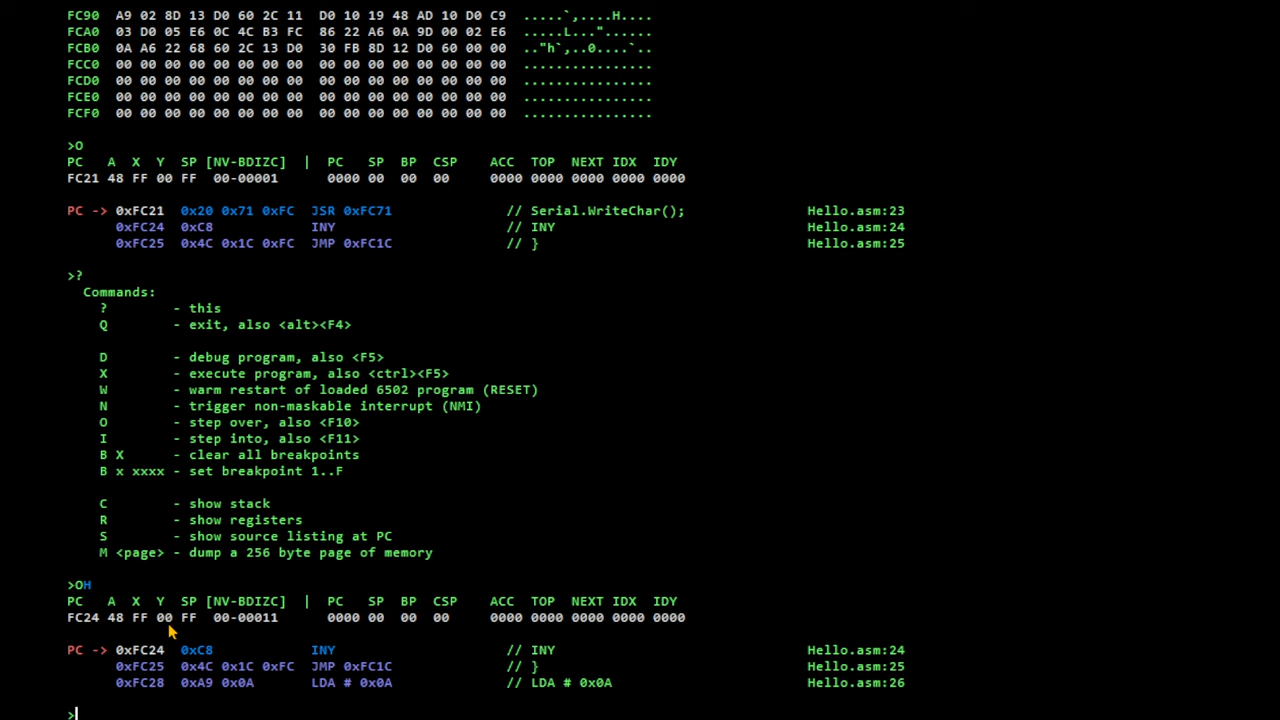 FC90 A9 02 8D 13 D0 60 2C 11 D0 10 19 48 AD 10 D0 C9 .....`,....H....
FCA0 03 D0 05 E6 0C 4C B3 FC 86 22 A6 0A 9D 00 02 E6 .....L..."......
FCB0 0A A6 22 68 60 2C 13 D0 30 FB 8D 12 D0 60 00 00 .."h`,..0....`..
FCC0 00 00 00 00 00 00 00 00 00 00 00 00 00 00 00 00 ................
FCD0 00 00 00 00 00 00 00 00 00 00 00 00 00 00 00 00 ................
FCE0 00 00 00 00 00 00 00 00 00 00 00 00 00 00 00 00 ................
FCF0 00 00 00 00 00 00 00 00 00 00 00 00 00 00 00 00 ................
>O
PC A X Y SP [NV-BDIZC] | PC SP BP CSP ACC TOP NEXT IDX IDY
FC21 48 FF 00 FF 00-00001 0000 00 00 00 0000 0000 0000 0000 0000
PC -> 0xFC21 0x20 0x71 0xFC JSR 0xFC71 // Serial.WriteChar(); Hello.asm:23
0xFC24 0xC8 INY // INY Hello.asm:24
0xFC25 0x4C 0x1C 0xFC JMP 0xFC1C // } Hello.asm:25
>?
Commands:
? - this
Q - exit, also <alt><F4>
D - debug program, also <F5>
X - execute program, also <ctrl><F5>
W - warm restart of loaded 6502 program (RESET)
N - trigger non-maskable interrupt (NMI)
O - step over, also <F10>
I - step into, also <F11>
B X - clear all breakpoints
B x xxxx - set breakpoint 1..F
C - show stack
R - show registers
S - show source listing at PC
M <page> - dump a 256 byte page of memory
>OH
PC A X Y SP [NV-BDIZC] | PC SP BP CSP ACC TOP NEXT IDX IDY
FC24 48 FF 00 FF 00-00011 0000 00 00 00 0000 0000 0000 0000 0000
PC -> 0xFC24 0xC8 INY // INY Hello.asm:24
0xFC25 0x4C 0x1C 0xFC JMP 0xFC1C // } Hello.asm:25
0xFC28 0xA9 0x0A LDA # 0x0A // LDA # 0x0A Hello.asm:26
>